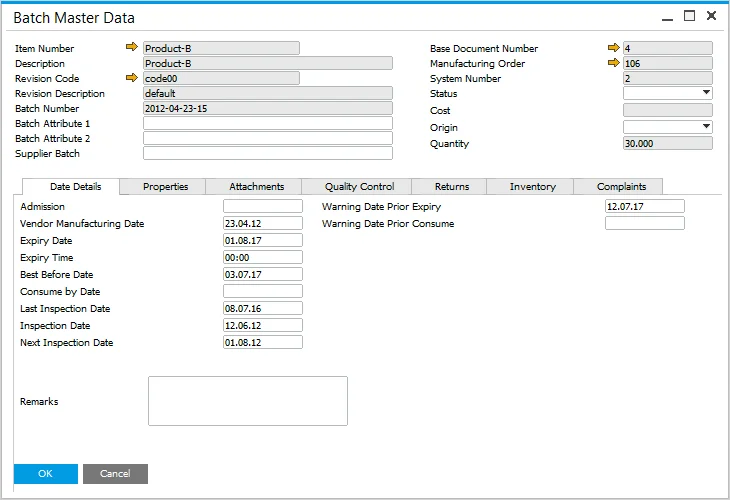 Batch Master Data
Item Number Product-B
Description Product-B
Revision Code code00
Revision Description default
Batch Number 2012-04-23-15
Batch Attribute 1
Batch Attribute 2
Supplier Batch
Base Document Number 4
Manufacturing Order 106
System Number 2
Status
Cost
Origin
Quantity 30.000
Date Details Properties Attachments Quality Control Returns Inventory Complaints
Admission
Vendor Manufacturing Date 23.04.12
Expiry Date 01.08.17
Expiry Time 00:00
Best Before Date 03.07.17
Consume by Date
Last Inspection Date 08.07.16
Inspection Date 12.06.12
Next Inspection Date 01.08.12
Warning Date Prior Expiry 12.07.17
Warning Date Prior Consume
Remarks
OK Cancel